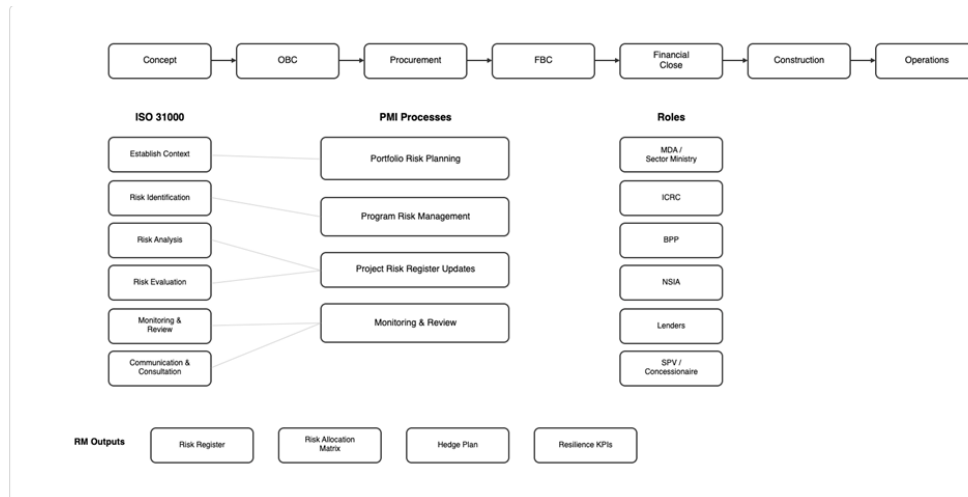 Concept
OBC
Procurement
FBC
Financial
Close
Construction
Operations
ISO 31000
PMI Processes
Roles
Establish Context
Risk Identification
Risk Analysis
Risk Evaluation
Monitoring &
Review
Communication &
Consultation
Portfolio Risk Planning
Program Risk Management
Project Risk Register Updates
Monitoring & Review
MDA /
Sector Ministry
ICRC
BPP
NSIA
Lenders
SPV /
Concessionaire
RM Outputs
Risk Register
Risk Allocation
Matrix
Hedge Plan
Resilience KPIs